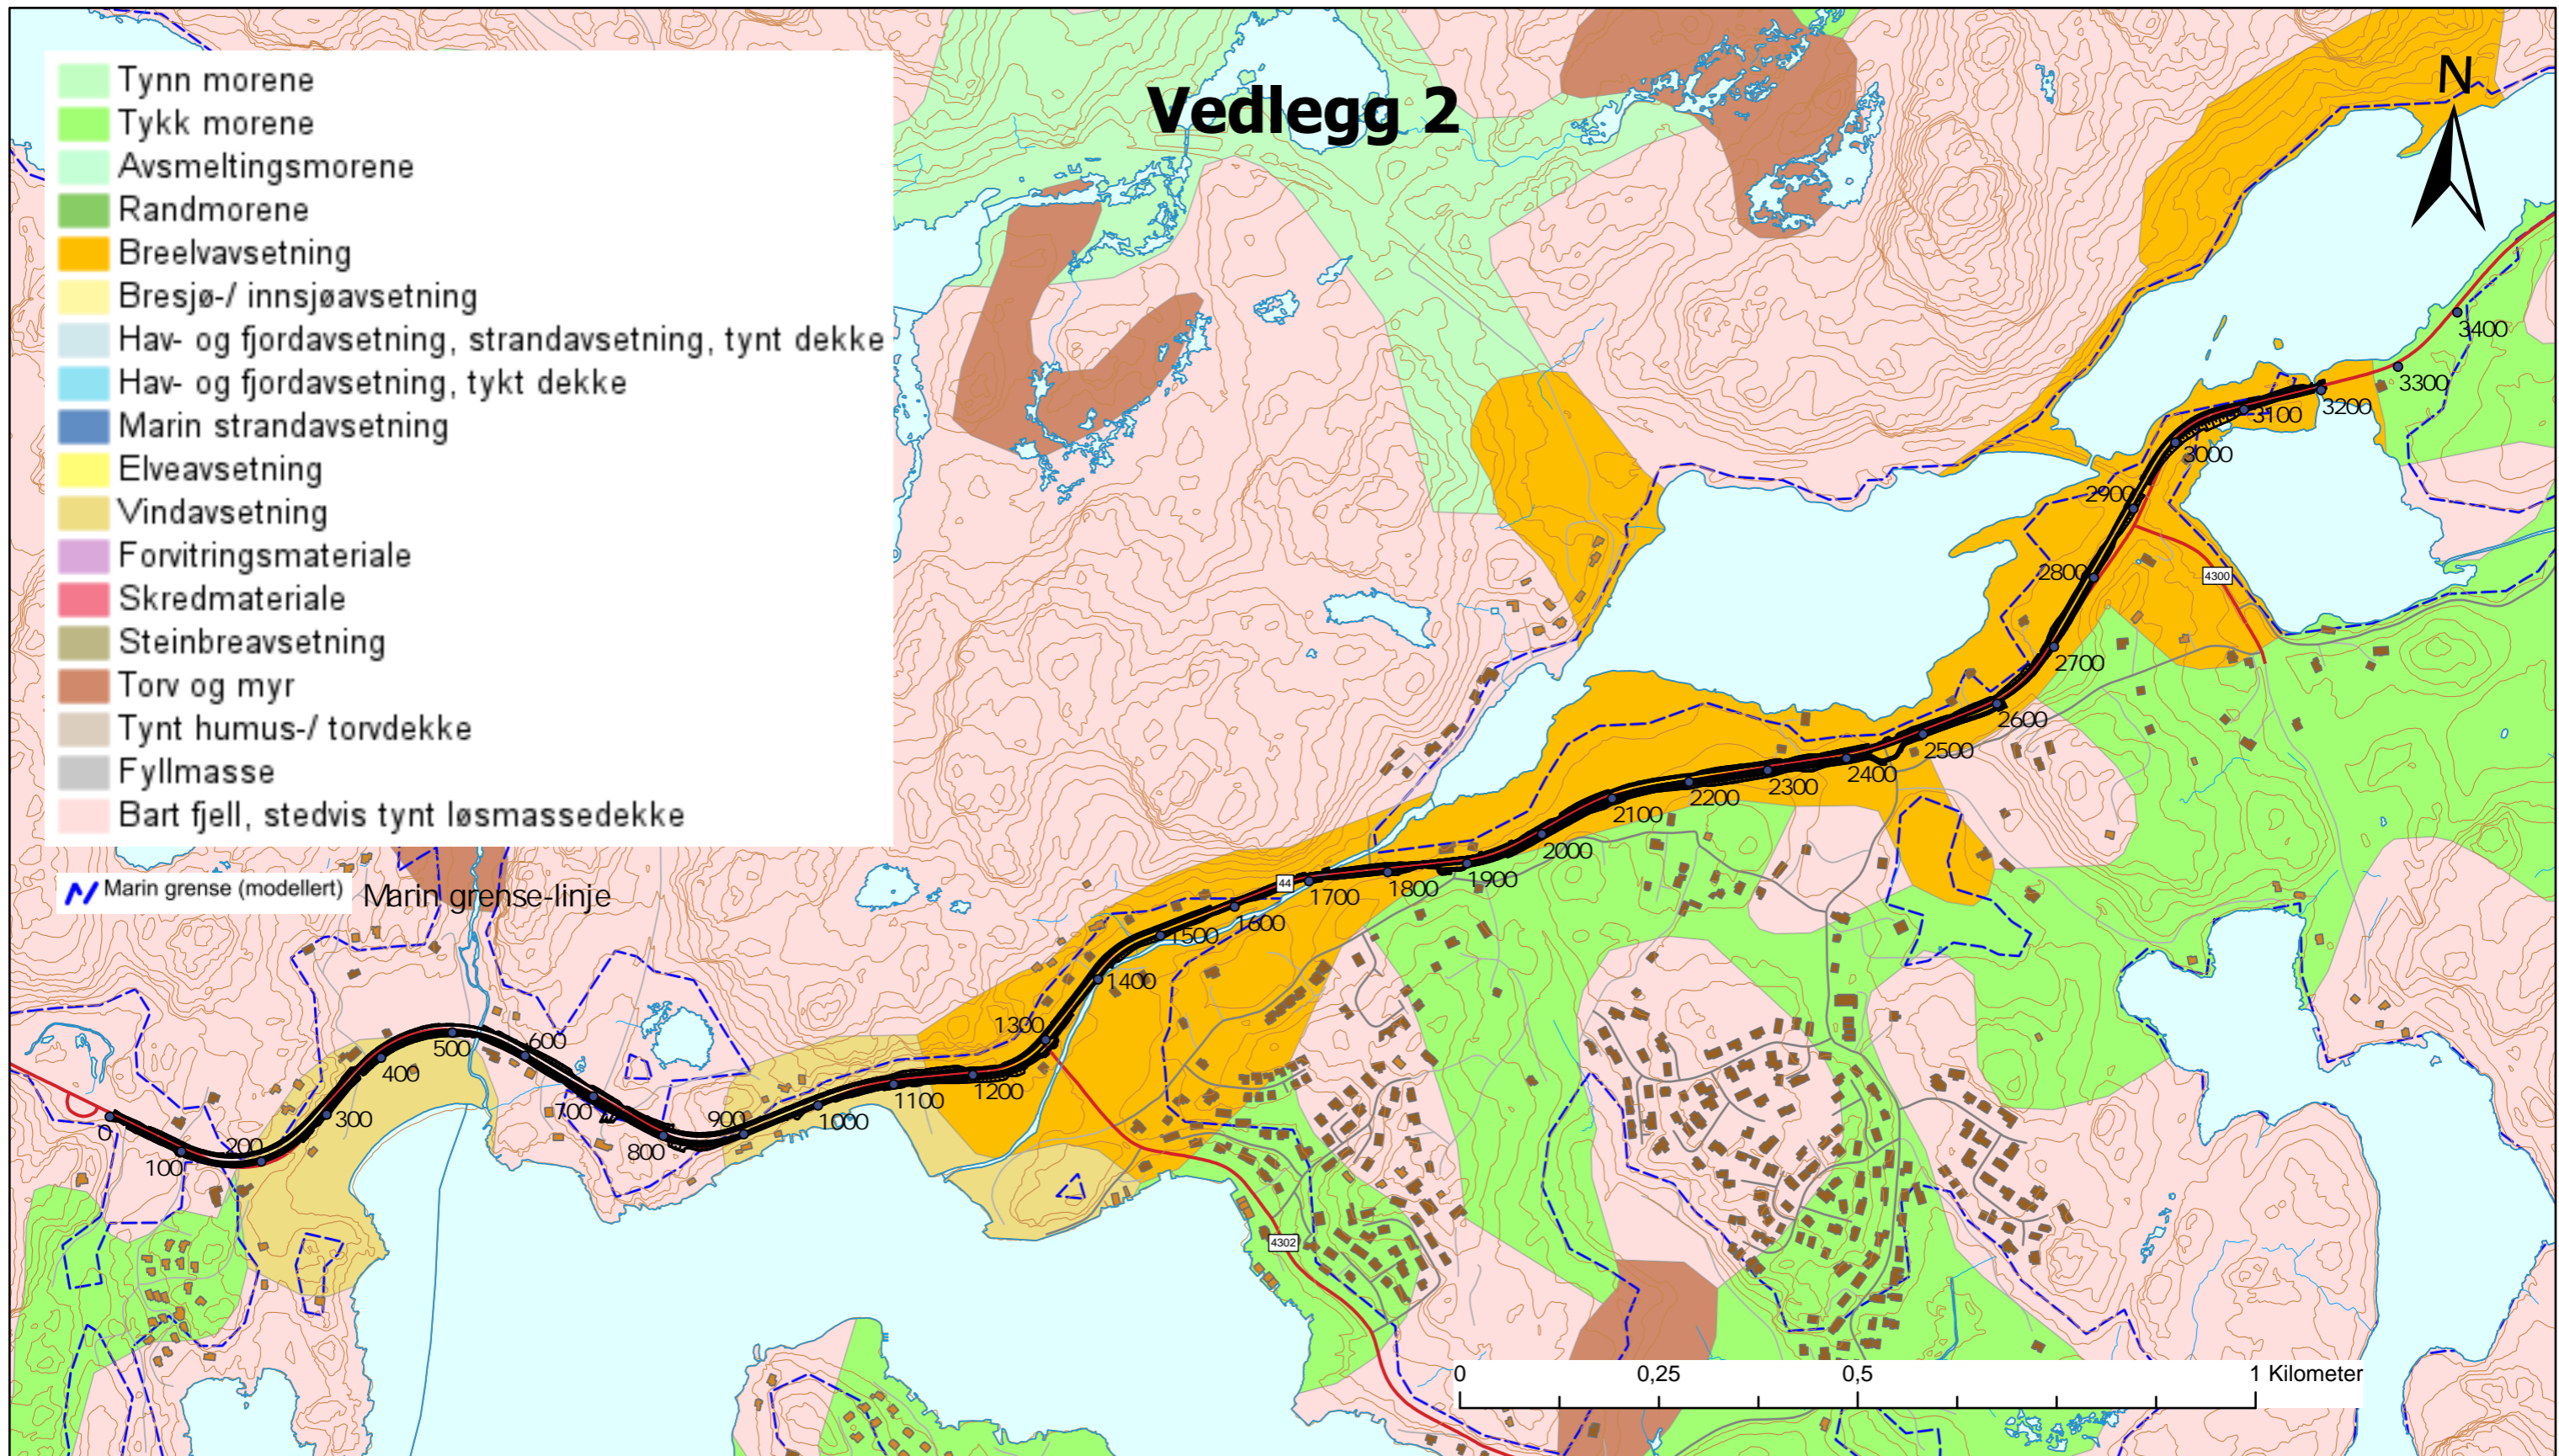 Vedlegg 2
N
Tynn morene
Tykk morene
Avsmeltingsmorene
Randmorene
Breelvavsetning
Bresjø-/ innsjøavsetning
Hav- og fjordavsetning, strandavsetning, tynt dekke
Hav- og fjordavsetning, tykt dekke
Marin strandavsetning
Elveavsetning
Vindavsetning
Forvitringsmateriale
Skredmateriale
Steinbreavsetning
Torv og myr
Tynt humus-/ torvdekke
Fyllmasse
Bart fjell, stedvis tynt løsmassedekke
Marin grense (modellert)
Marin grense-linje
0
100
200
300
400
500
600
700
800
900
1000
1100
1200
1300
1400
1500
1600
1700
1800
1900
2000
2100
2200
2300
2400
2500
2600
2700
2800
2900
3000
3100
3200
3300
3400
44
4300
4302
0 0,25 0,5 1 Kilometer